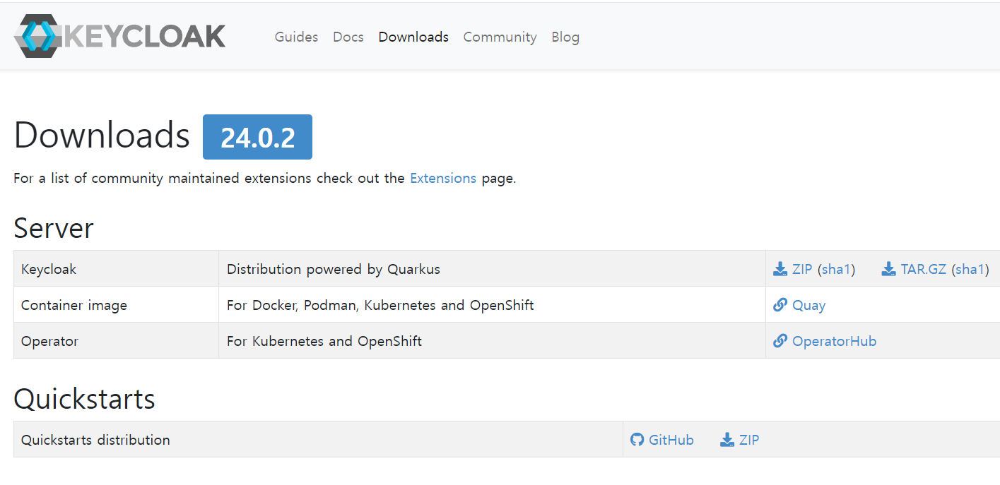 KEYCLOAK Guides Docs Downloads Community Blog
Downloads 24.0.2
For a list of community maintained extensions check out the Extensions page.
Server
Keycloak Distribution powered by Quarkus ZIP (sha1) TAR.GZ (sha1)
Container image For Docker, Podman, Kubernetes and OpenShift Quay
Operator For Kubernetes and OpenShift OperatorHub
Quickstarts
Quickstarts distribution GitHub ZIP